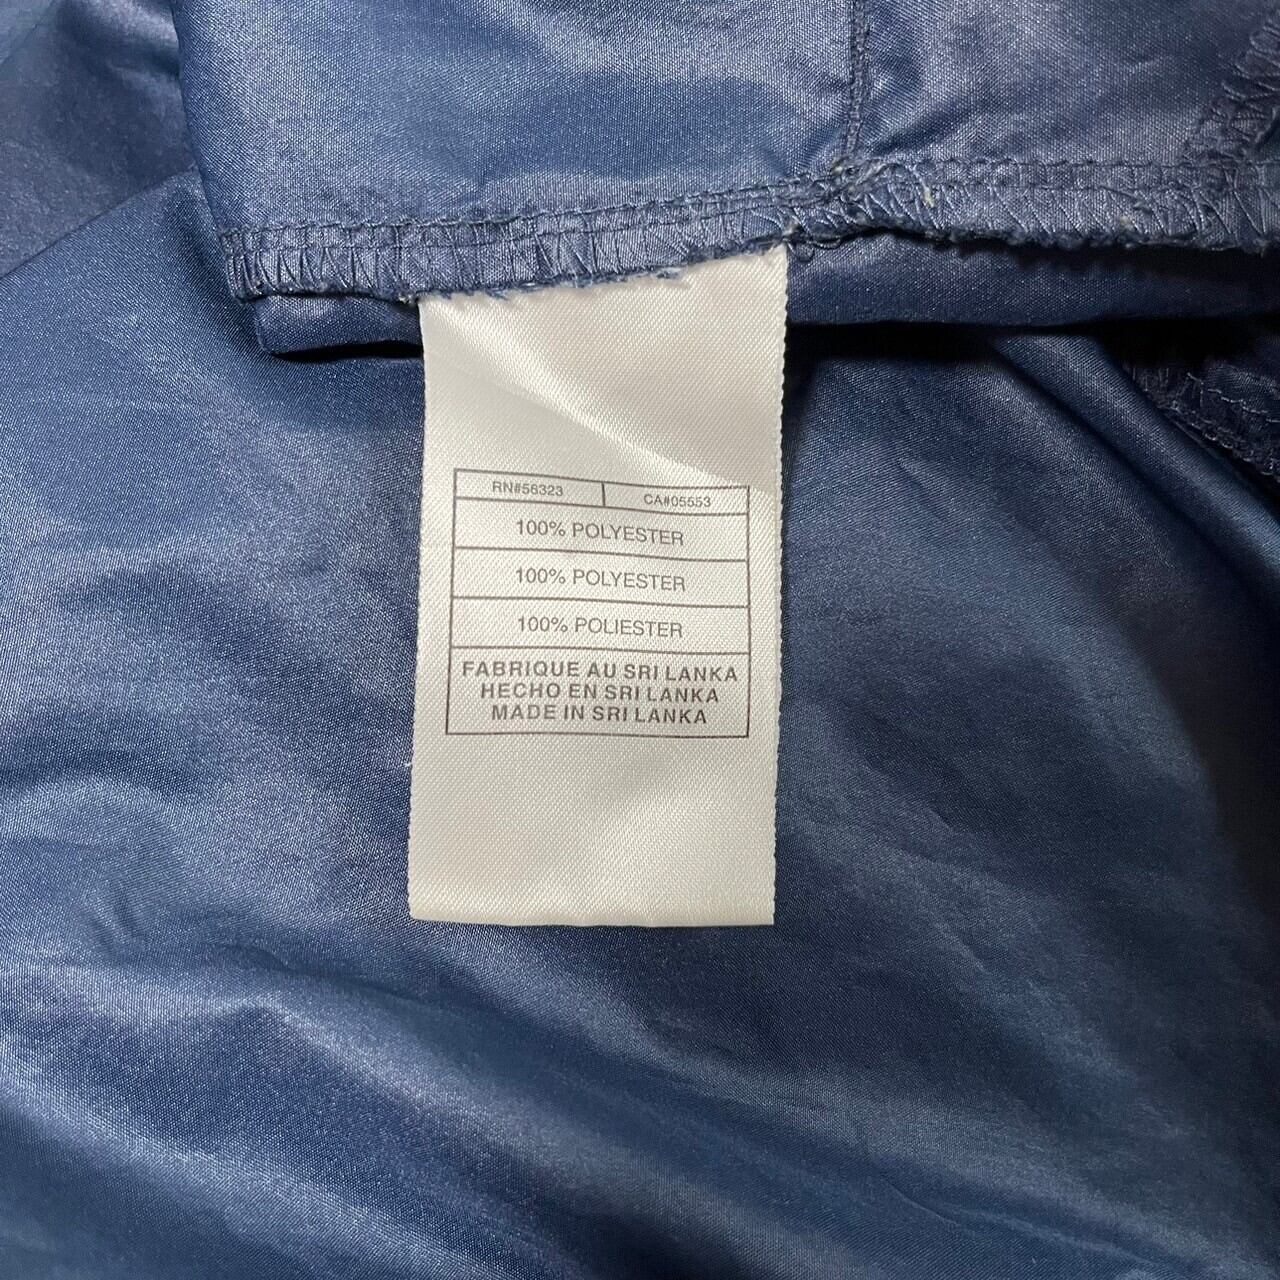 RN#56323 CA#05553
100% POLYESTER
100% POLYESTER
100% POLIESTER
FABRIQUE AU SRI LANKA
HECHO EN SRI LANKA
MADE IN SRI LANKA